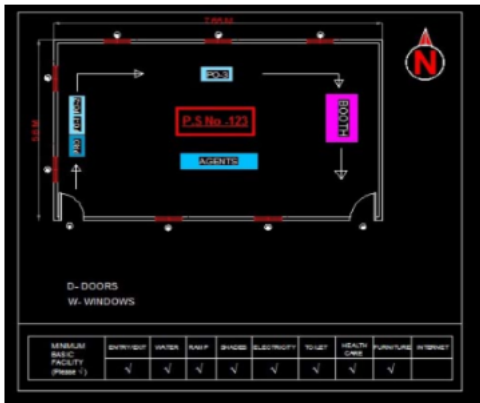 N
PO-3
BOOTH
P.S No -123
AGENTS
D- DOORS
W- WINDOWS
MINIMUM
BASIC
FACILITY
(Please √)
ENTRY/EXIT WATER RAMP SHADED ELECTRICITY TOILET HEALTH
CARE FURNITURE INTERNET
√ √ √ √ √ √ √ √